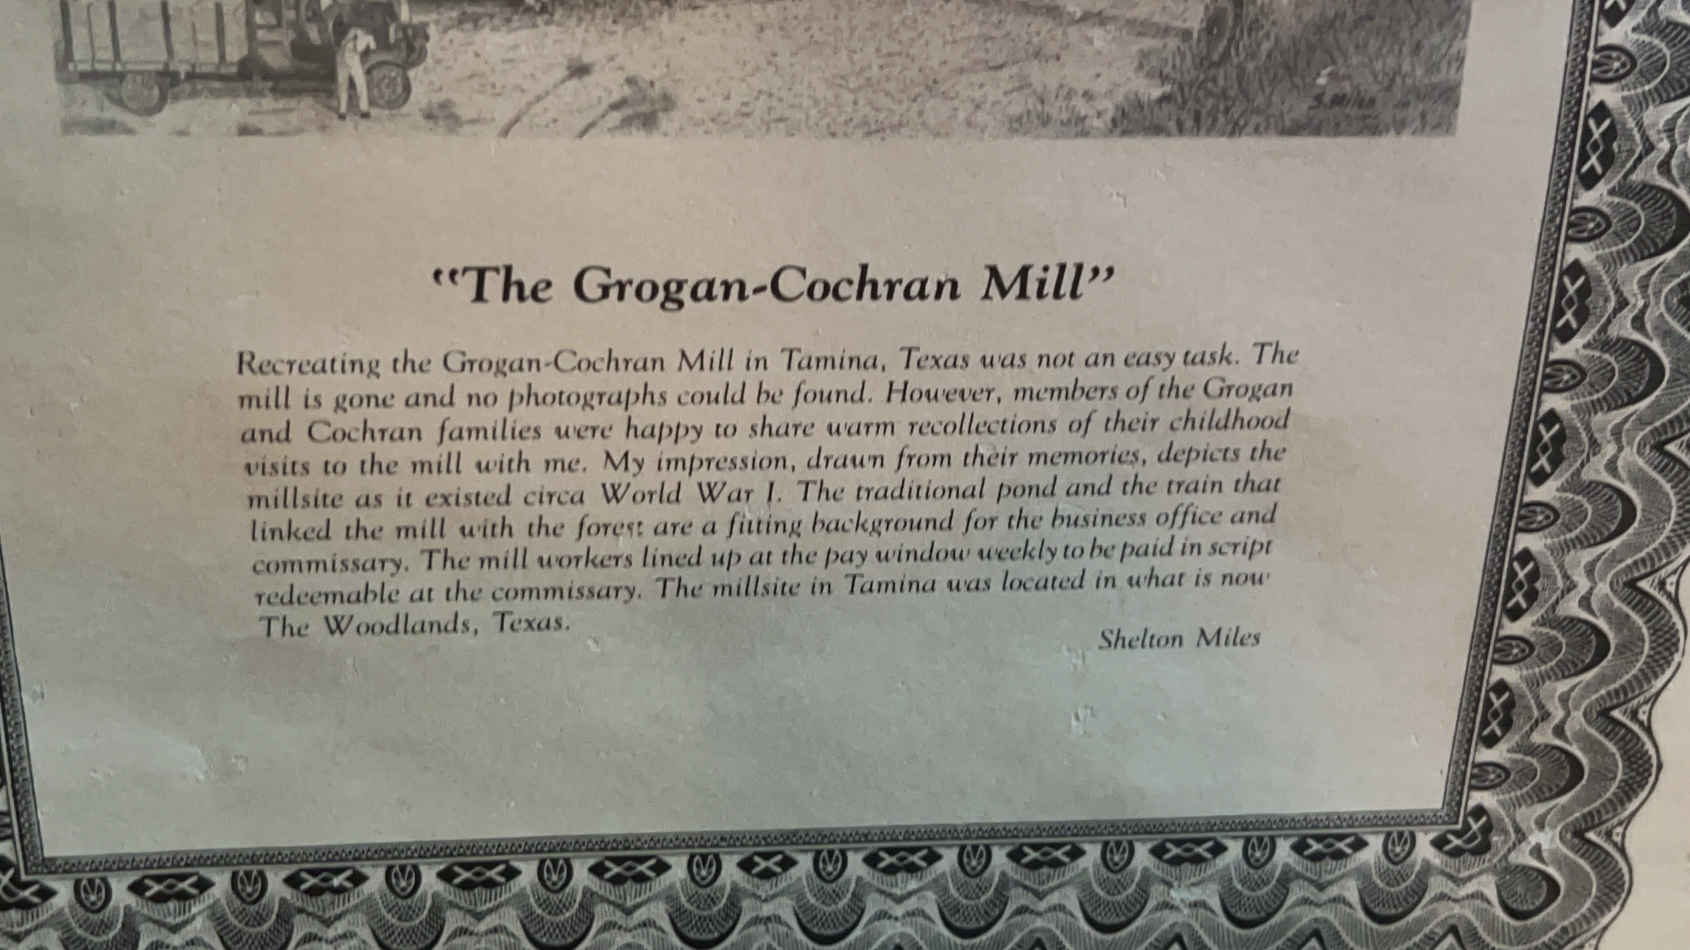 S. Miles
“The Grogan-Cochran Mill”
Recreating the Grogan-Cochran Mill in Tamina, Texas was not an easy task. The
mill is gone and no photographs could be found. However, members of the Grogan
and Cochran families were happy to share warm recollections of their childhood
visits to the mill with me. My impression, drawn from their memories, depicts the
millsite as it existed circa World War I. The traditional pond and the train that
linked the mill with the forest are a fitting background for the business office and
commissary. The mill workers lined up at the pay window weekly to be paid in script
redeemable at the commissary. The millsite in Tamina was located in what is now
The Woodlands, Texas.
Shelton Miles